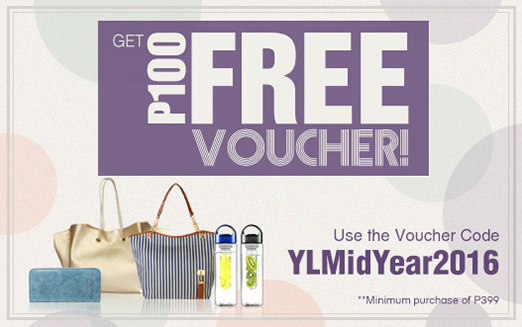 GET P100 FREE
VOUCHER!
Use the Voucher Code
YLMidYear2016
**Minimum purchase of P399